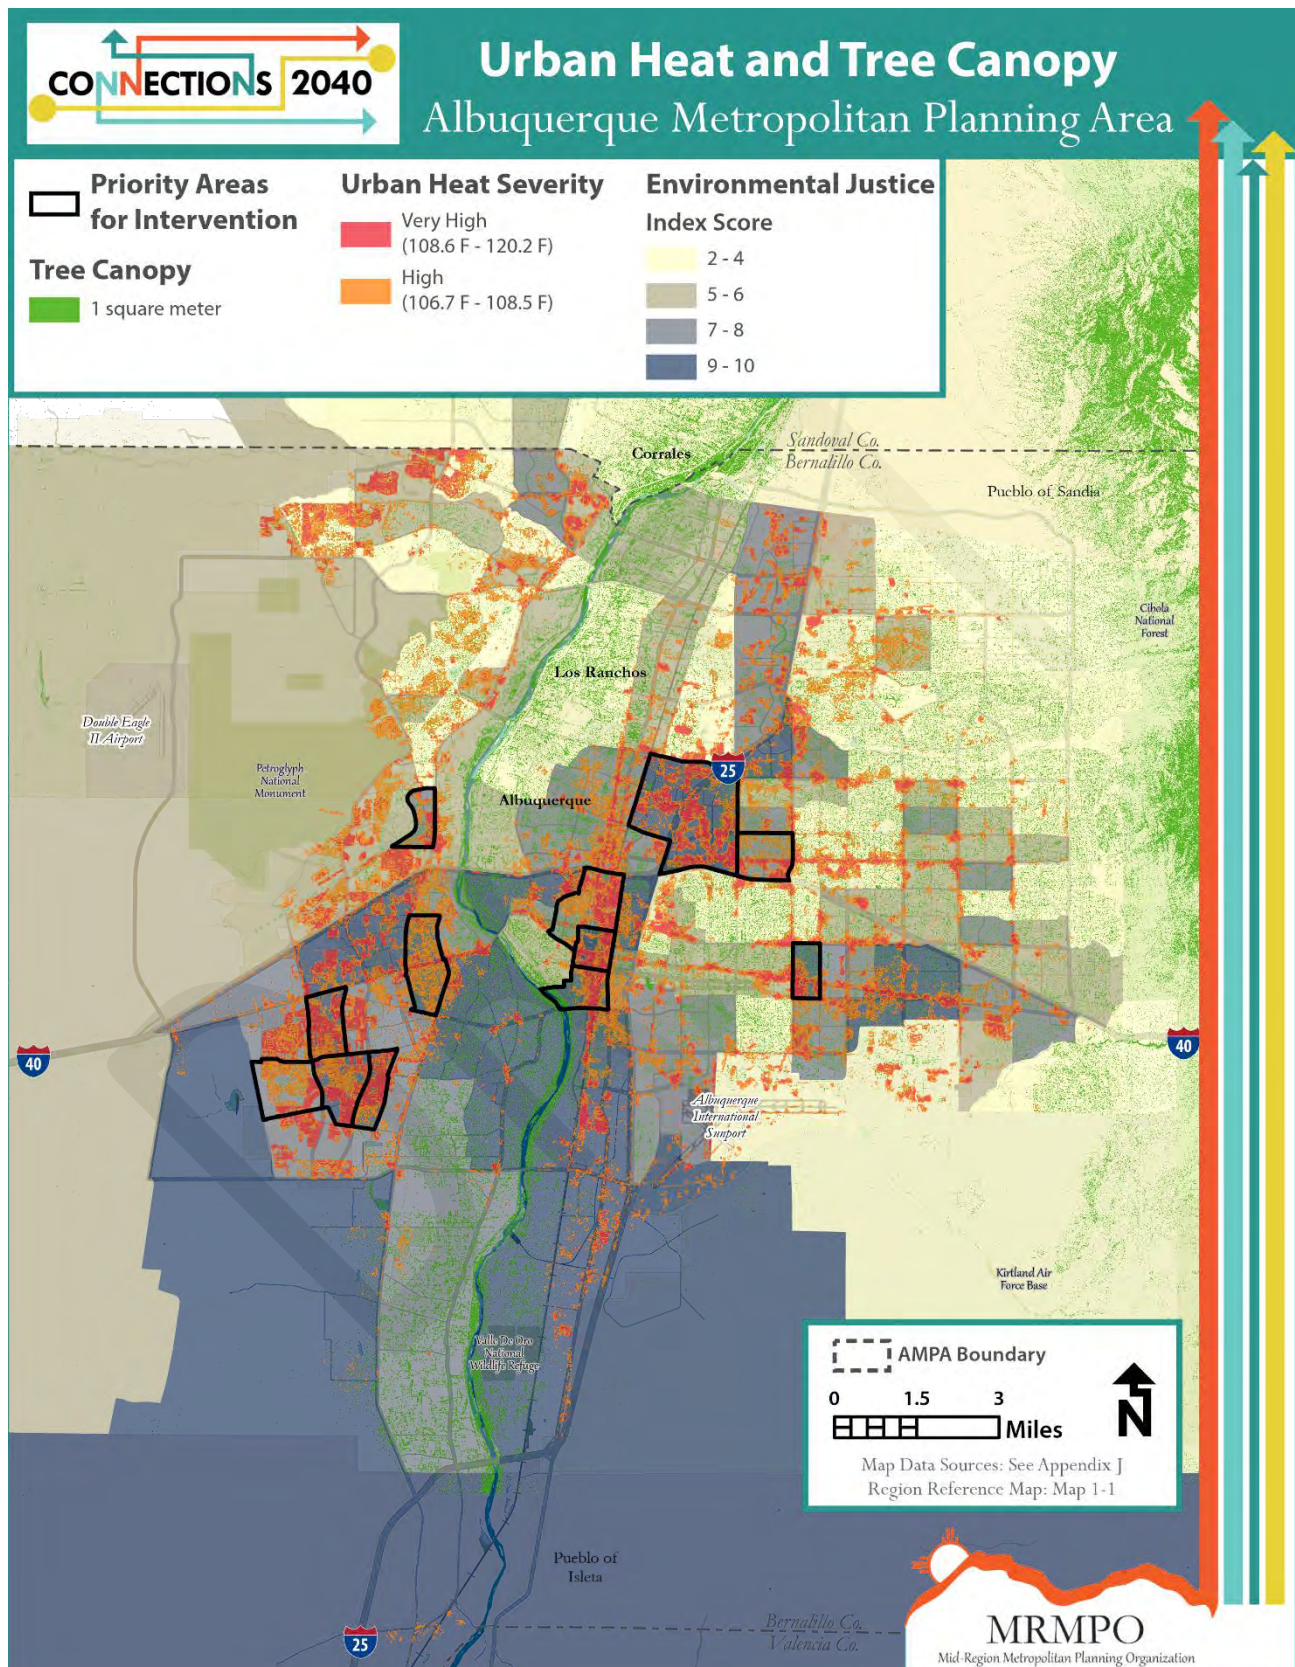 CONNECTIONS 2040
Urban Heat and Tree Canopy
Albuquerque Metropolitan Planning Area
Priority Areas
for Intervention
Tree Canopy
1 square meter
Urban Heat Severity
Very High
(108.6 F - 120.2 F)
High
(106.7 F - 108.5 F)
Environmental Justice
Index Score
2 - 4
5 - 6
7 - 8
9 - 10
Corrales
Sandoval Co.
Bernalillo Co.
Pueblo of Sandia
Cibola
National
Forest
Los Ranchos
Double Eagle
II Airport
Petroglyph
National
Monument
25
Albuquerque
40
40
Albuquerque
International
Sunport
Kirtland Air
Force Base
Valle De Oro
National
Wildlife Refuge
AMPA Boundary
0 1.5 3
Miles
N
Map Data Sources: See Appendix J
Region Reference Map: Map 1-1
Pueblo of
Isleta
25
Bernalillo Co.
Valencia Co.
MRMPO
Mid-Region Metropolitan Planning Organization